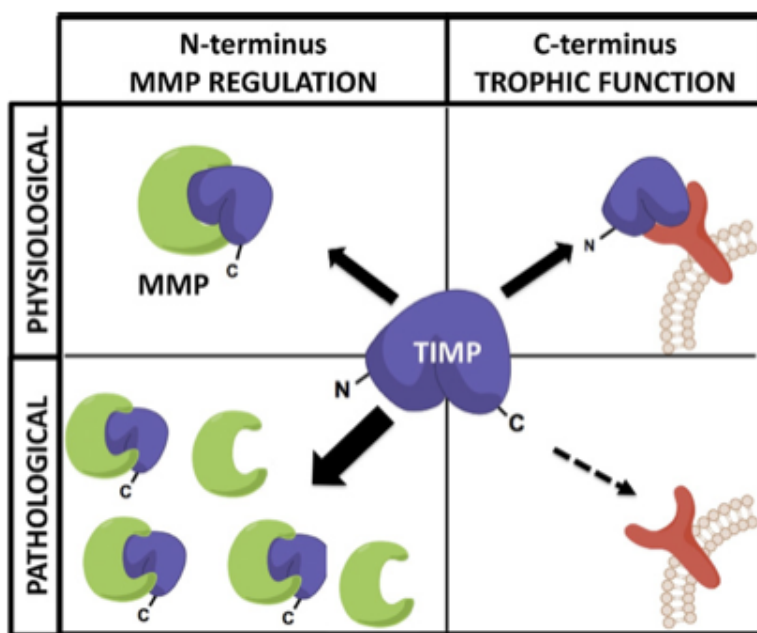 N-terminus
MMP REGULATION
C-terminus
TROPHIC FUNCTION
PHYSIOLOGICAL
C
MMP
N
TIMP
N
C
PATHOLOGICAL
C
C
C